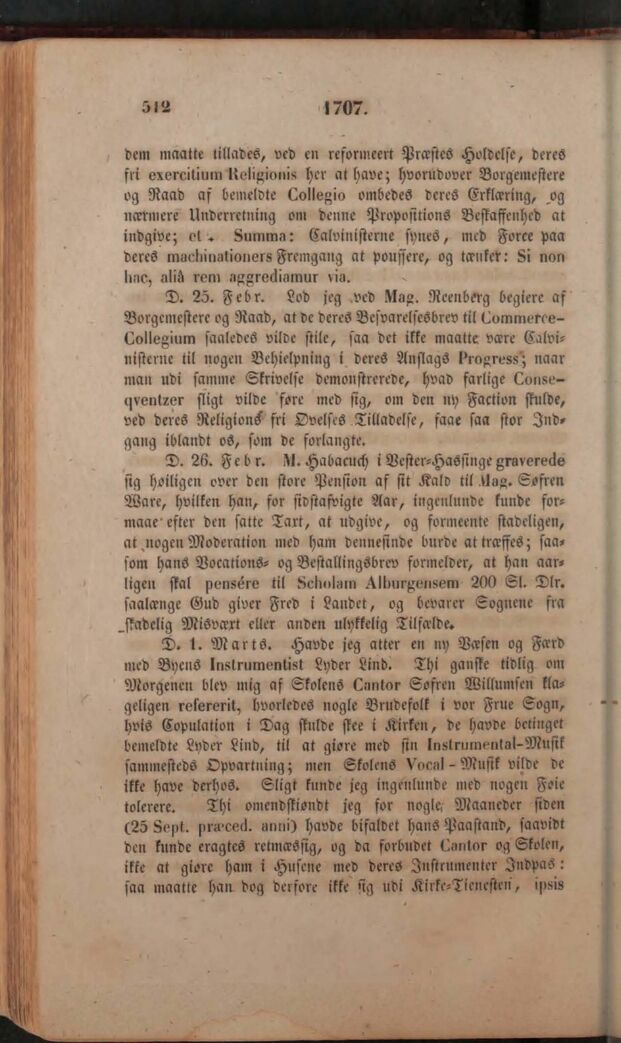 512
1707.
dem maatte tillades, ved en reformeert Præstes Holdelse, deres
fri exercitium Religionis her at have; hvorudover Borgemestere
og Raad af bemeldte Collegio ombedes deres Erklæring, og
nærmere Underretning om denne Propositions Beskaffenhed at
indgive; et. Summa: Calvinisterne synes, med Force paa
deres machinationers Fremgang at poussere, og tænker: Si non
hac, aliâ rem aggrediamur via.
D. 25. Febr. Lod jeg ved Mag. Reenberg begiere af
Borgemestere og Raad, at de deres Besvarelsesbrev til Commerce-
Collegium saaledes vilde stile, saa det ikke maatte være Calvi-
nisterne til nogen Behielpning i deres Anslags Progress; naar
man udi samme Skrivelse demonstrerede, hvad farlige Conse-
qventzer sligt vilde føre med sig, om den ny Faction skulde,
ved deres Religions fri Øvelses Tilladelse, faae saa stor Ind-
gang iblandt os, som de forlangte.
D. 26. Febr. M. Habacuch i Vester-Hassinge graverede
sig høiligen over den store Pension af sit Kald til Mag. Søfren
Ware, hvilken han, for sidstafvigte Aar, ingenlunde kunde for-
maae efter den satte Taxt, at udgive, og formeente stadeligen,
at nogen Moderation med ham dennesinde burde at træffes; saa-
som hans Vocations- og Bestallingsbrev formelder, at han aar-
ligen skal pensére til Scholam Alburgensem 200 Sl. Dlr.
saalænge Gud giver Fred i Landet, og bevarer Sognene fra
skadelig Misvært eller anden ulykkelig Tilfælde.
D. 1. Marts. Havde jeg atter en ny Væsen og Færd
med Byens Instrumentist Lyder Lind. Thi ganske tidlig om
Morgenen blev mig af Skolens Cantor Søfren Willumsen kla-
geligen refererit, hvorledes nogle Brudefolk i vor Frue Sogn,
hvis Copulation i Dag skulde skee i Kirken, de havde betinget
bemeldte Lyder Lind, til at giøre med sin Instrumental-Musik
sammesteds Opvartning; men Skolens Vocal-Musik vilde de
ikke have derhos. Sligt kunde jeg ingenlunde med nogen Føie
tolerere. Thi omendskiøndt jeg for nogle Maaneder siden
(25 Sept. præced. anni) havde bifaldet hans Paastand, saavidt
den kunde eragtes retmæssig, og da forbudet Cantor og Skolen,
ikke at giøre ham i Husene med deres Instrumenter Indpas:
saa maatte han dog derfore ikke sig udi Kirke-Tienesten, ipsis